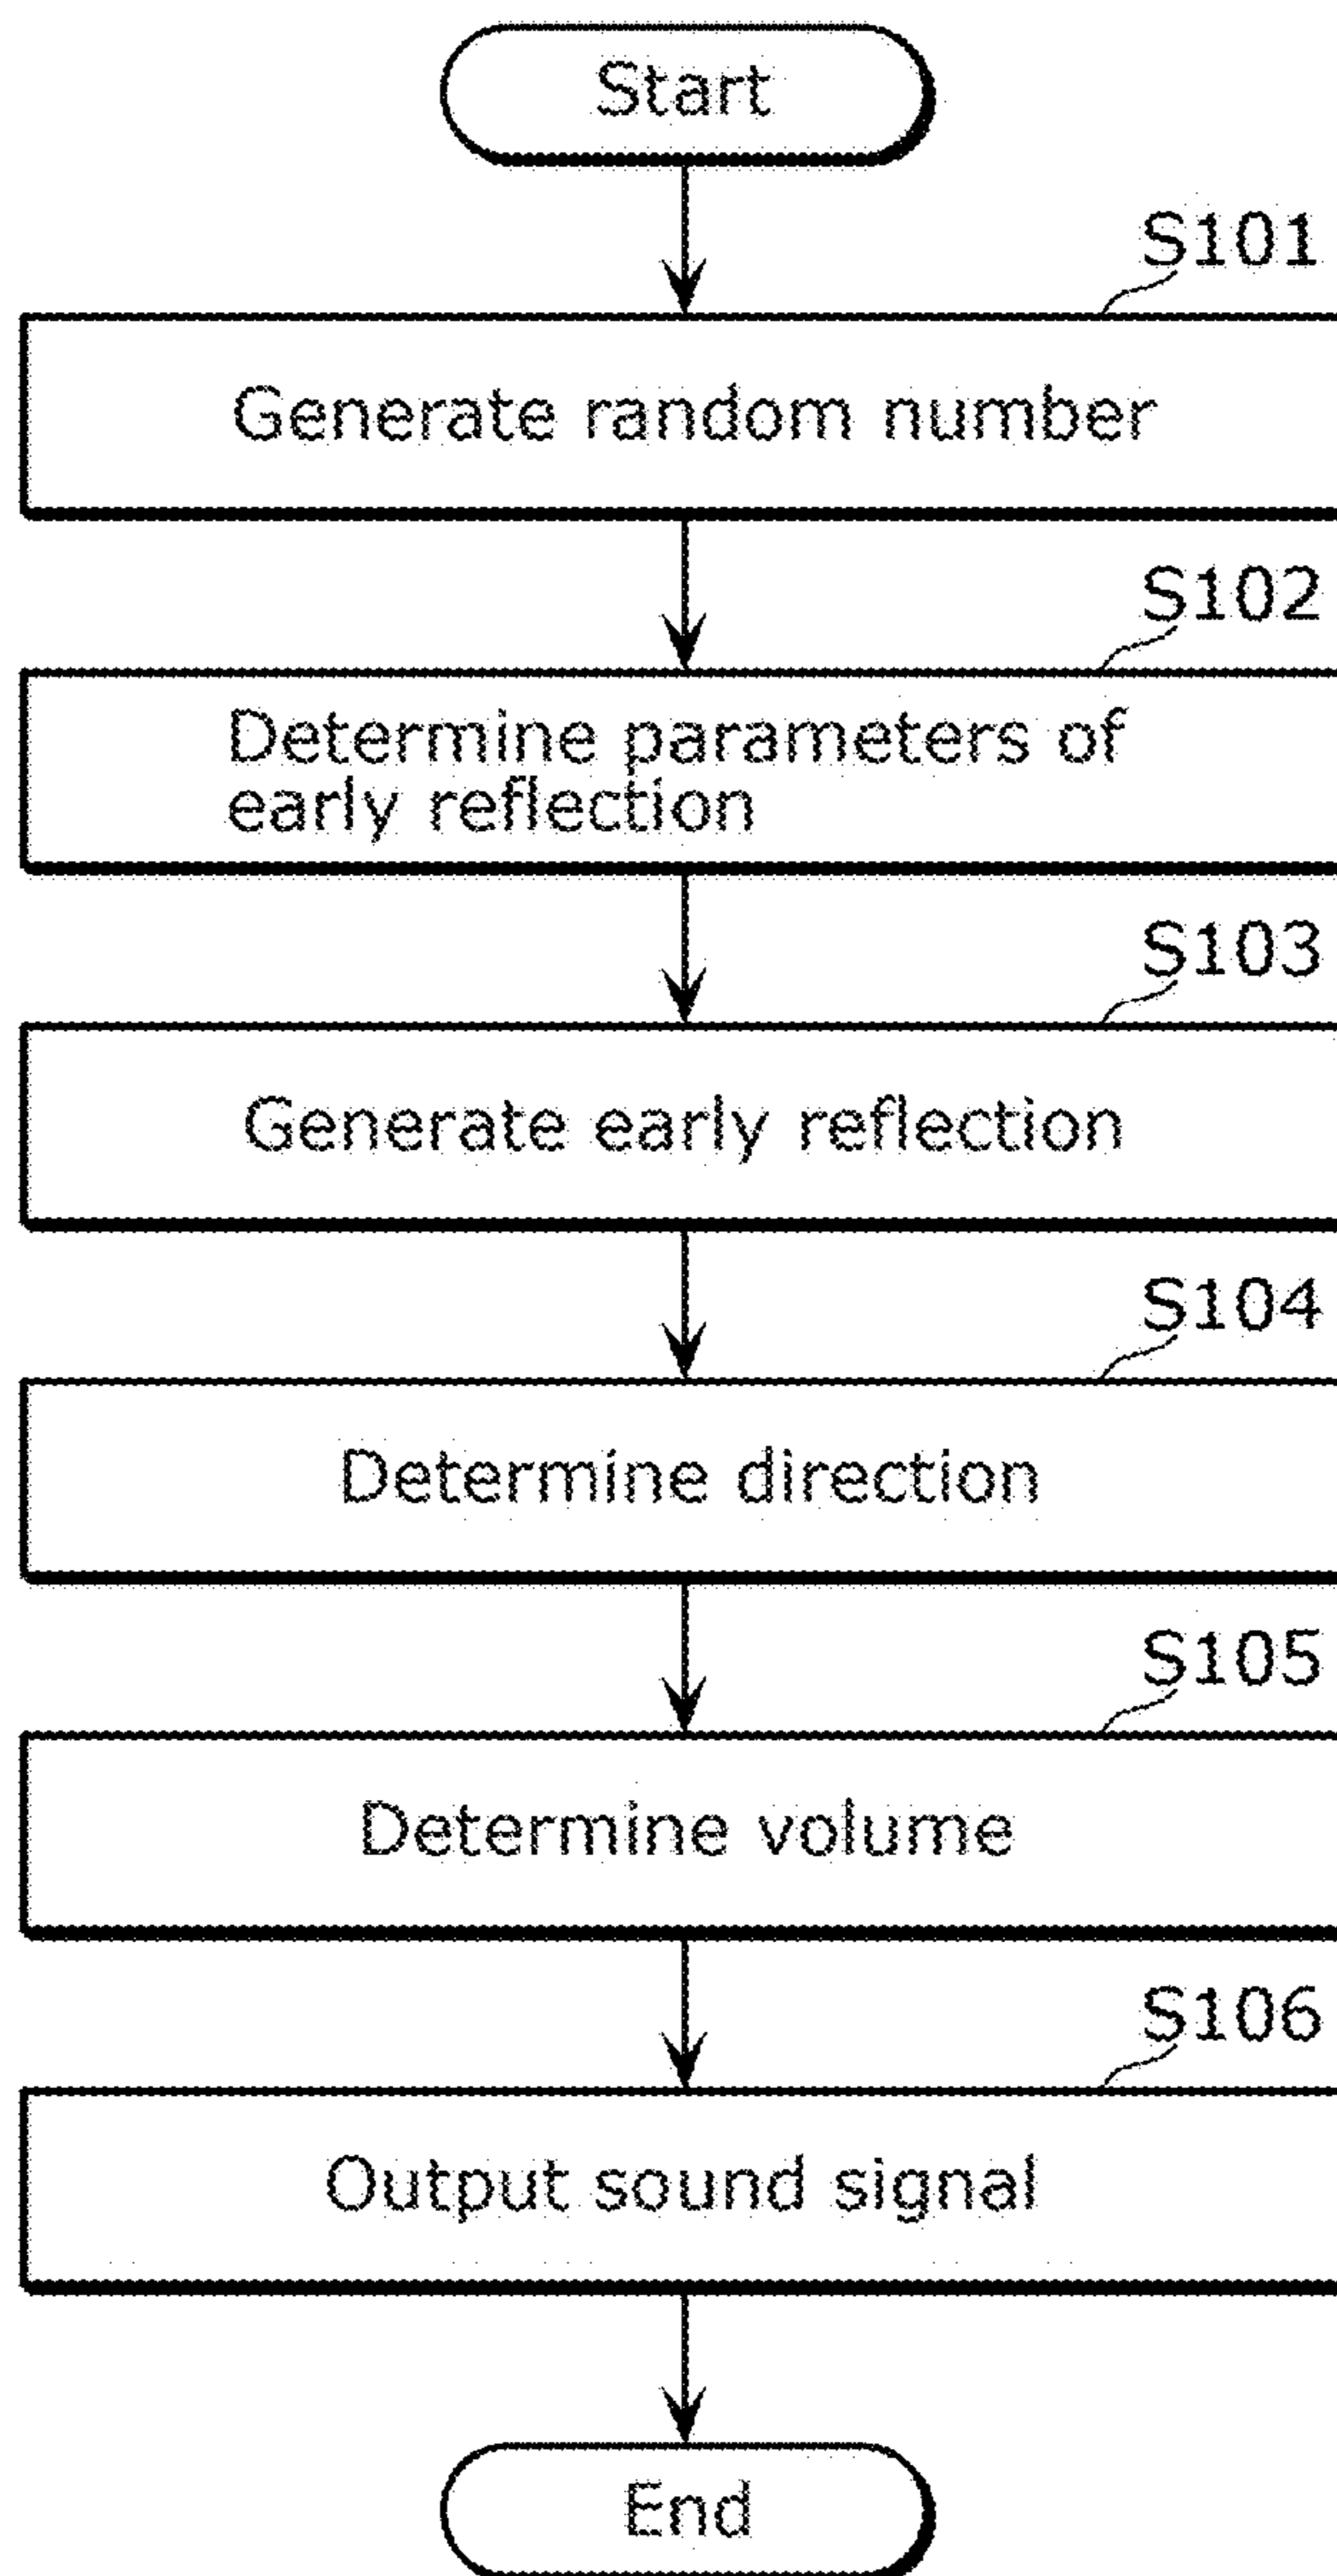 Start
S101
Generate random number
S102
Determine parameters of
early reflection
S103
Generate early reflection
S104
Determine direction
S105
Determine volume
S106
Output sound signal
End